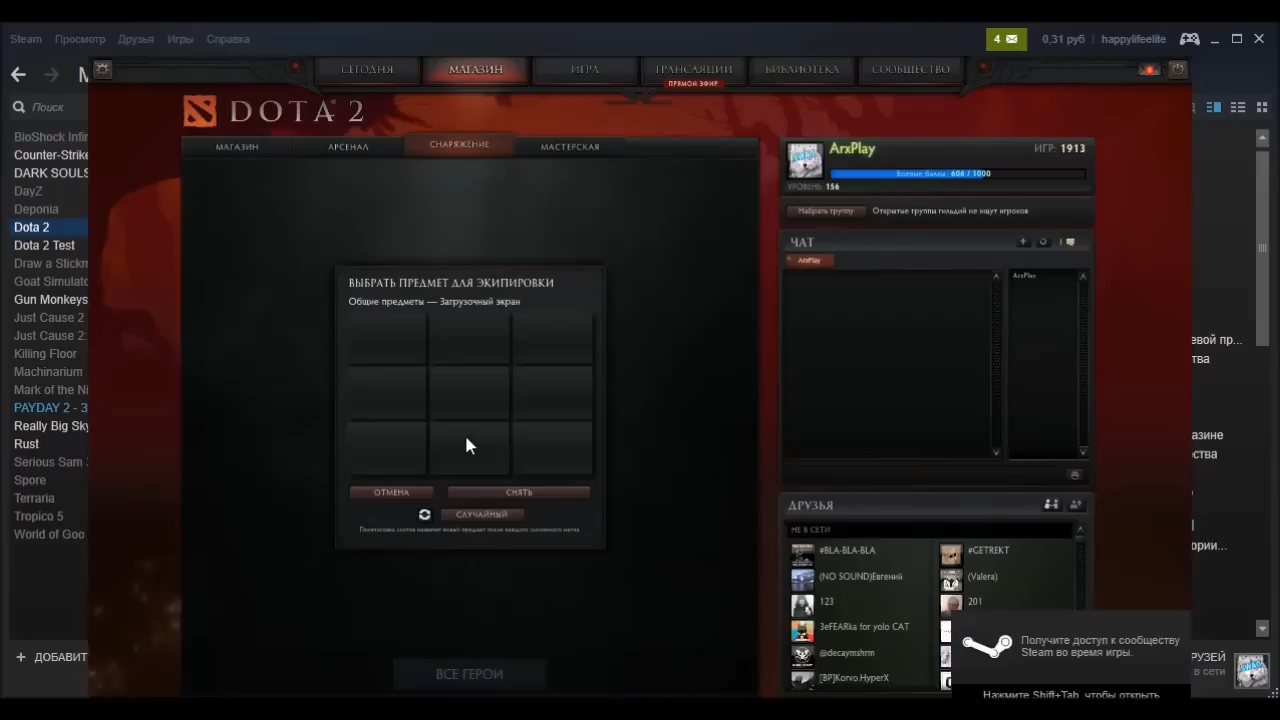 Steam Просмотр Друзья Игры Справка
4
0,31 руб
happylifeelite
СЕГОДНЯ
МАГАЗИН
ИГРА
ТРАНСЛЯЦИИ
ПРЯМОЙ ЭФИР
БИБЛИОТЕКА
СООБЩЕСТВО
М
Поиск
DOTA 2
МАГАЗИН
АРСЕНАЛ
СНАРЯЖЕНИЕ
МАСТЕРСКАЯ
BioShock Infin
Counter-Strike
DARK SOULS
DayZ
Deponia
Dota 2
Dota 2 Test
Draw a Stickm
Goat Simulato
Gun Monkeys
Just Cause 2
Just Cause 2:
Killing Floor
Machinarium
Mark of the Ni
PAYDAY 2 - 3
Really Big Sky
Rust
Serious Sam
Spore
Terraria
Tropico 5
World of Goo
ДОБАВИТ
ВЫБРАТЬ ПРЕДМЕТ ДЛЯ ЭКИПИРОВКИ
Общие предметы — Загрузочный экран
ОТМЕНА
СНЯТЬ
СЛУЧАЙНЫЙ
ВСЕ ГЕРОИ
ArxPlay
ИГР: 1913
Боевые баллы 606 / 1000
УРОВЕНЬ: 156
Набрать группу
Открытые группы гильдий не ищут игроков
ЧАТ
ArxPlay
ArxPlay
ДРУЗЬЯ
НЕ В СЕТИ
#BLA-BLA-BLA
#GETREKT
(NO SOUND)Евгений
(Valera)
123
201
3eFEARka for yolo CAT
@decaymshrm
[BP]Korvo.HyperX
евой пр...
тва
азине
ства
ории...
Получите доступ к сообществу
Steam во время игры.
Нажмите Shift+Tab, чтобы открыть
РУЗЕЙ
в сети